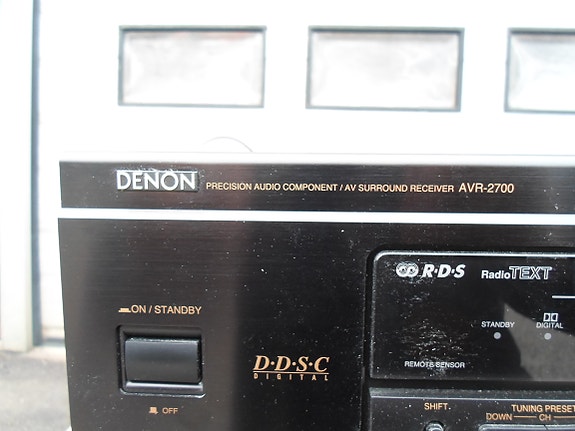 DENON PRECISION AUDIO COMPONENT / AV SURROUND RECEIVER AVR-2700
R·D·S RadioTEXT
ON / STANDBY
STANDBY DIGITAL
D·D·S·C
DIGITAL
REMOTE SENSOR
OFF
SHIFT
TUNING PRESET
DOWN CH